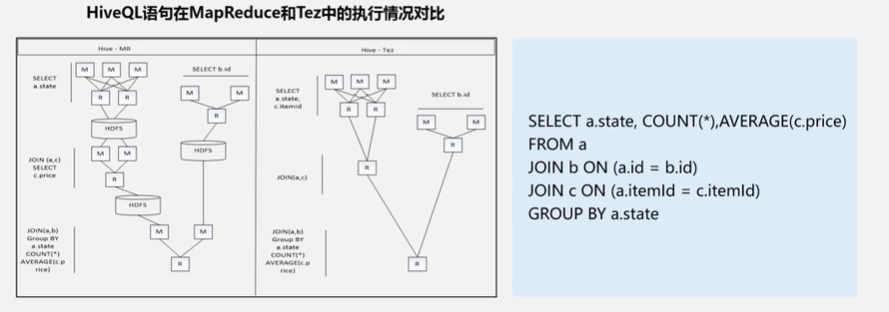 HiveQL语句在MapReduce和Tez中的执行情况对比
Hive - MR
SELECT
a.state
M M M
R R
HDFS
SELECT b.id
M M
R
HDFS
JOIN (a,c)
SELECT
c.price
M M
R
HDFS
JOIN(a,b)
Group BY
a.state
COUNT(*)
AVERAGE(c.p
rice)
M M
R
Hive - Tez
SELECT
a.state,
c.itemid
M M M
R R
SELECT b.id
M M
R
JOIN(a,c)
R
JOIN(a,b)
Group BY
a.state
COUNT(*)
AVERAGE(c.p
rice)
R
SELECT a.state, COUNT(*),AVERAGE(c.price)
FROM a
JOIN b ON (a.id = b.id)
JOIN c ON (a.itemId = c.itemId)
GROUP BY a.state